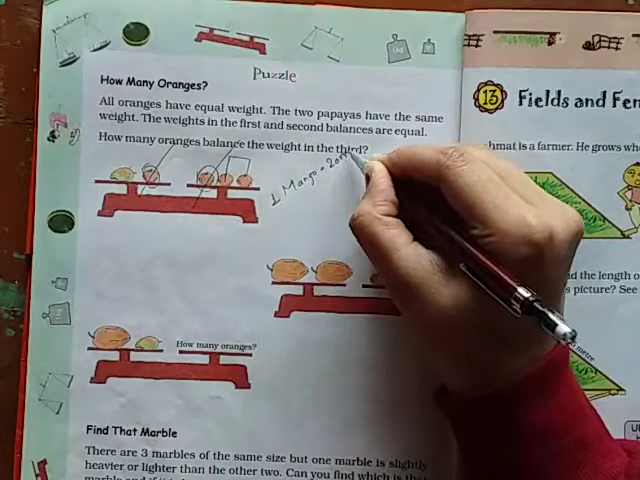 Puzzle
How Many Oranges?
All oranges have equal weight. The two papayas have the same
weight. The weights in the first and second balances are equal.
How many oranges balance the weight in the third?
1 Mango = 2
How many oranges?
Find That Marble
There are 3 marbles of the same size but one marble is slightly
heavier or lighter than the other two. Can you find which is
13 Fields and Fen
hmat is a farmer. He grows
d the length o
s picture? See
metre